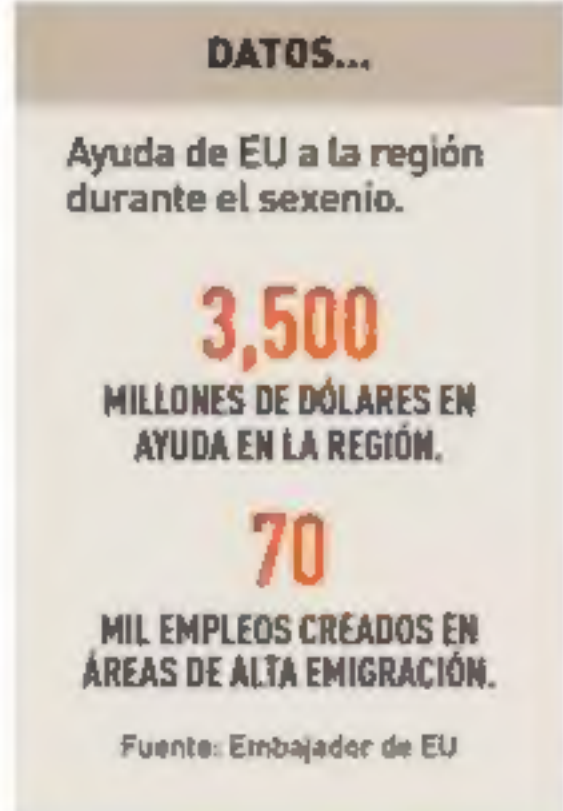 DATOS...
Ayuda de EU a la región
durante el sexenio.
3,500
MILLONES DE DÓLARES EN
AYUDA EN LA REGIÓN.
70
MIL EMPLEOS CREADOS EN
ÁREAS DE ALTA EMIGRACIÓN.
Fuente: Embajador de EU